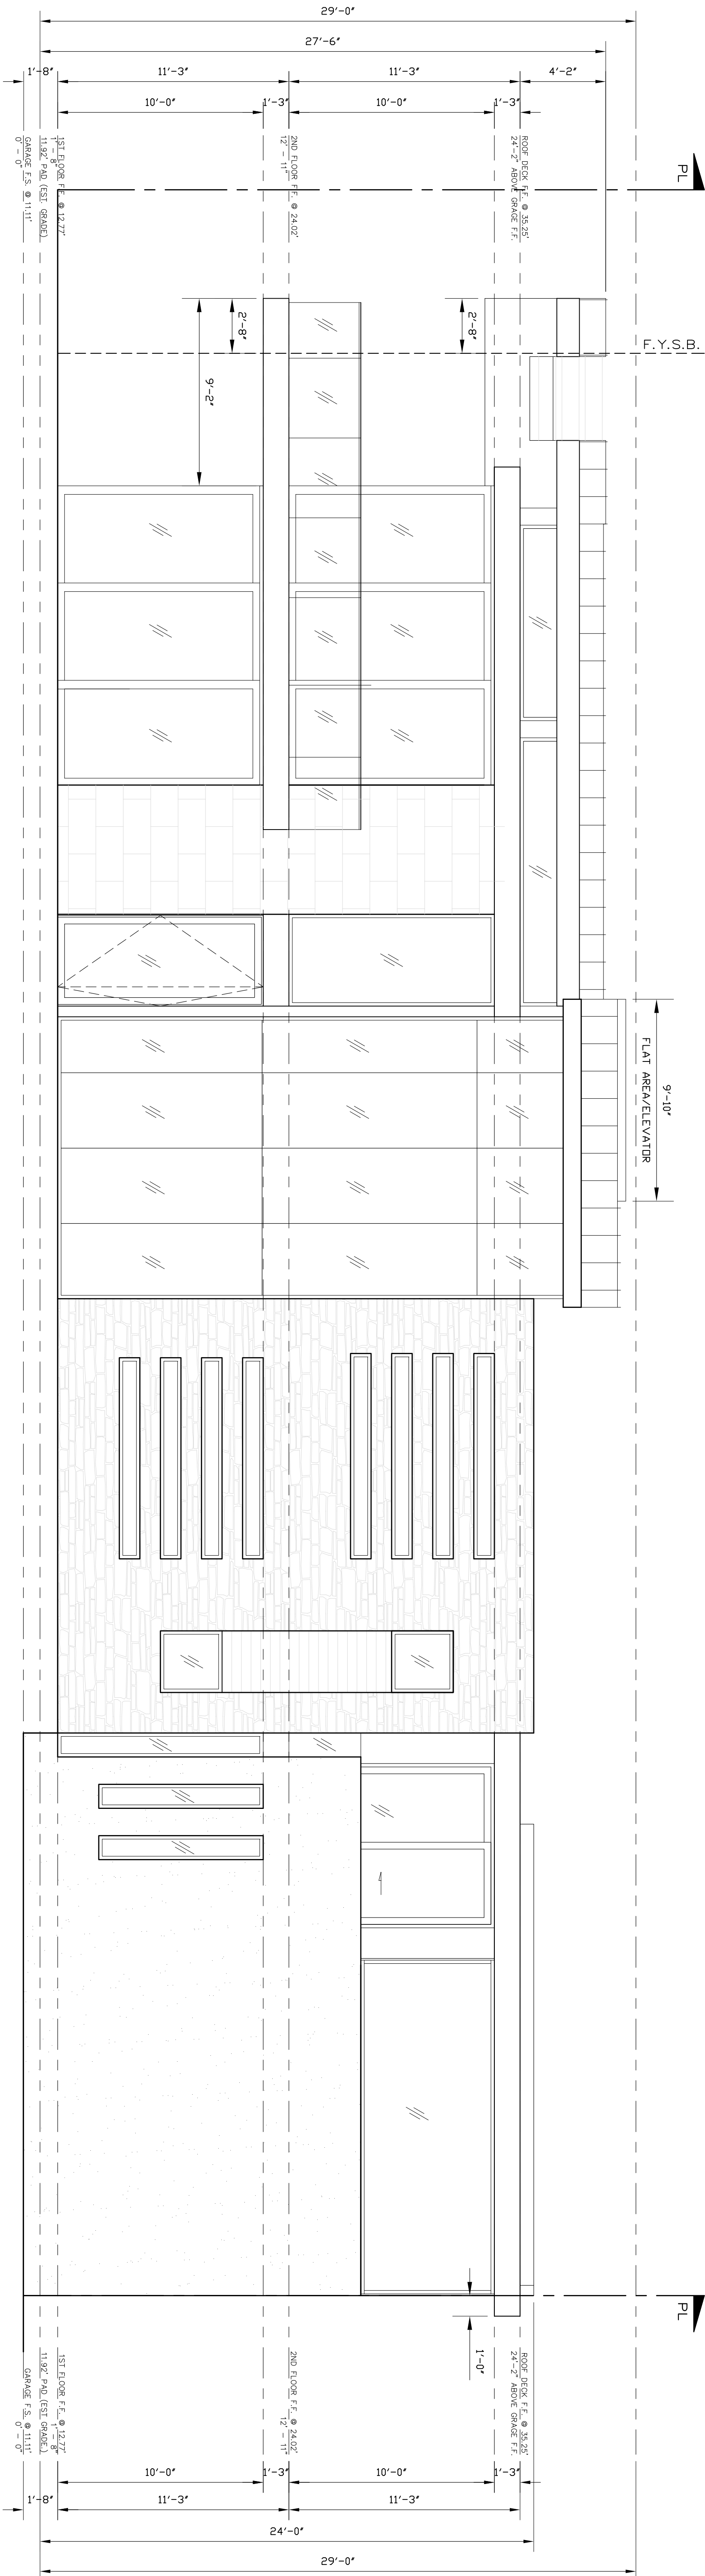 29'-0"
27'-6"
1'-8"
11'-3"
11'-3"
4'-2"
10'-0"
1'-3"
10'-0"
1'-3"
ROOF DECK F.F. @ 35.25'
24'-2" ABOVE GRAGE F.F.
2ND FLOOR F.F. @ 24.02'
12' - 11"
1ST FLOOR F.F. @ 12.77'
1' - 8"
11.92' PAD (EST. GRADE)
GARAGE F.S. @ 11.11'
0' - 0"
PL
F.Y.S.B.
2'-8"
2'-8"
9'-2"
9'-10"
FLAT AREA/ELEVATOR
PL
1'-0"
ROOF DECK F.F. @ 35.25'
24'-2" ABOVE GRAGE F.F.
2ND FLOOR F.F. @ 24.02'
12' - 11"
1ST FLOOR F.F. @ 12.77'
1' - 8"
11.92' PAD (EST. GRADE.)
GARAGE F.S. @ 11.11'
0' - 0"
10'-0"
1'-3"
10'-0"
1'-3"
1'-8"
11'-3"
11'-3"
24'-0"
29'-0"